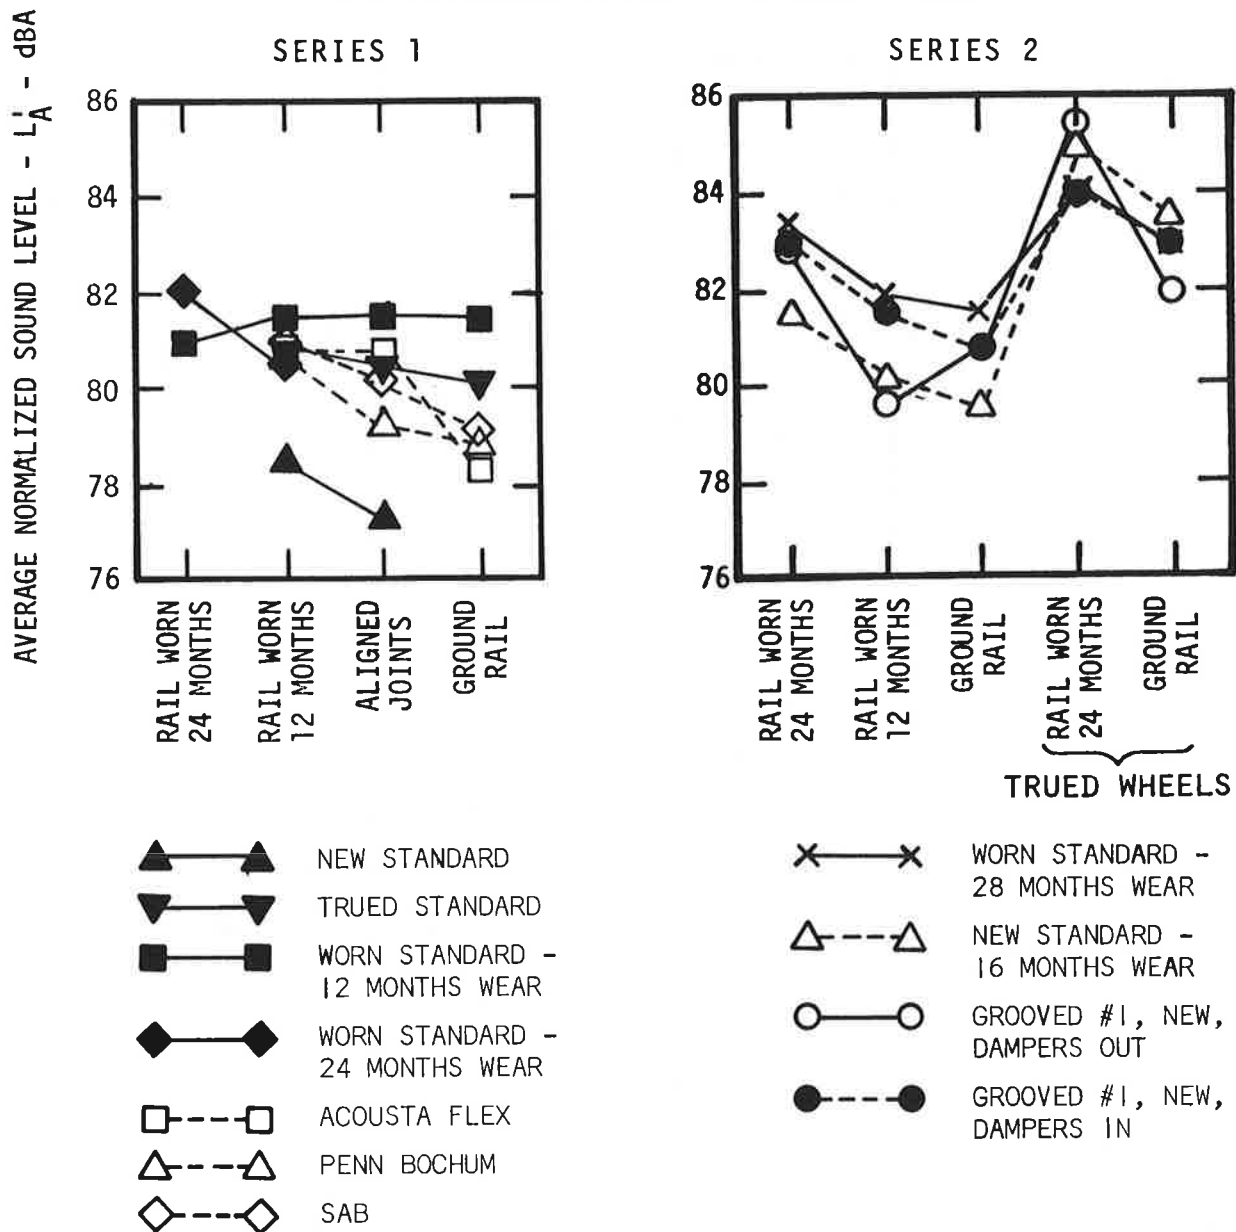 AVERAGE NORMALIZED SOUND LEVEL - L'A - dBA
SERIES 1
86
84
82
80
78
76
RAIL WORN
24 MONTHS
RAIL WORN
12 MONTHS
ALIGNED
JOINTS
GROUND
RAIL
NEW STANDARD
TRUED STANDARD
WORN STANDARD -
12 MONTHS WEAR
WORN STANDARD -
24 MONTHS WEAR
ACOUSTA FLEX
PENN BOCHUM
SAB
SERIES 2
86
84
82
80
78
76
RAIL WORN
24 MONTHS
RAIL WORN
12 MONTHS
GROUND
RAIL
RAIL WORN
24 MONTHS
GROUND
RAIL
TRUED WHEELS
WORN STANDARD -
28 MONTHS WEAR
NEW STANDARD -
16 MONTHS WEAR
GROOVED #1, NEW,
DAMPERS OUT
GROOVED #1, NEW,
DAMPERS IN